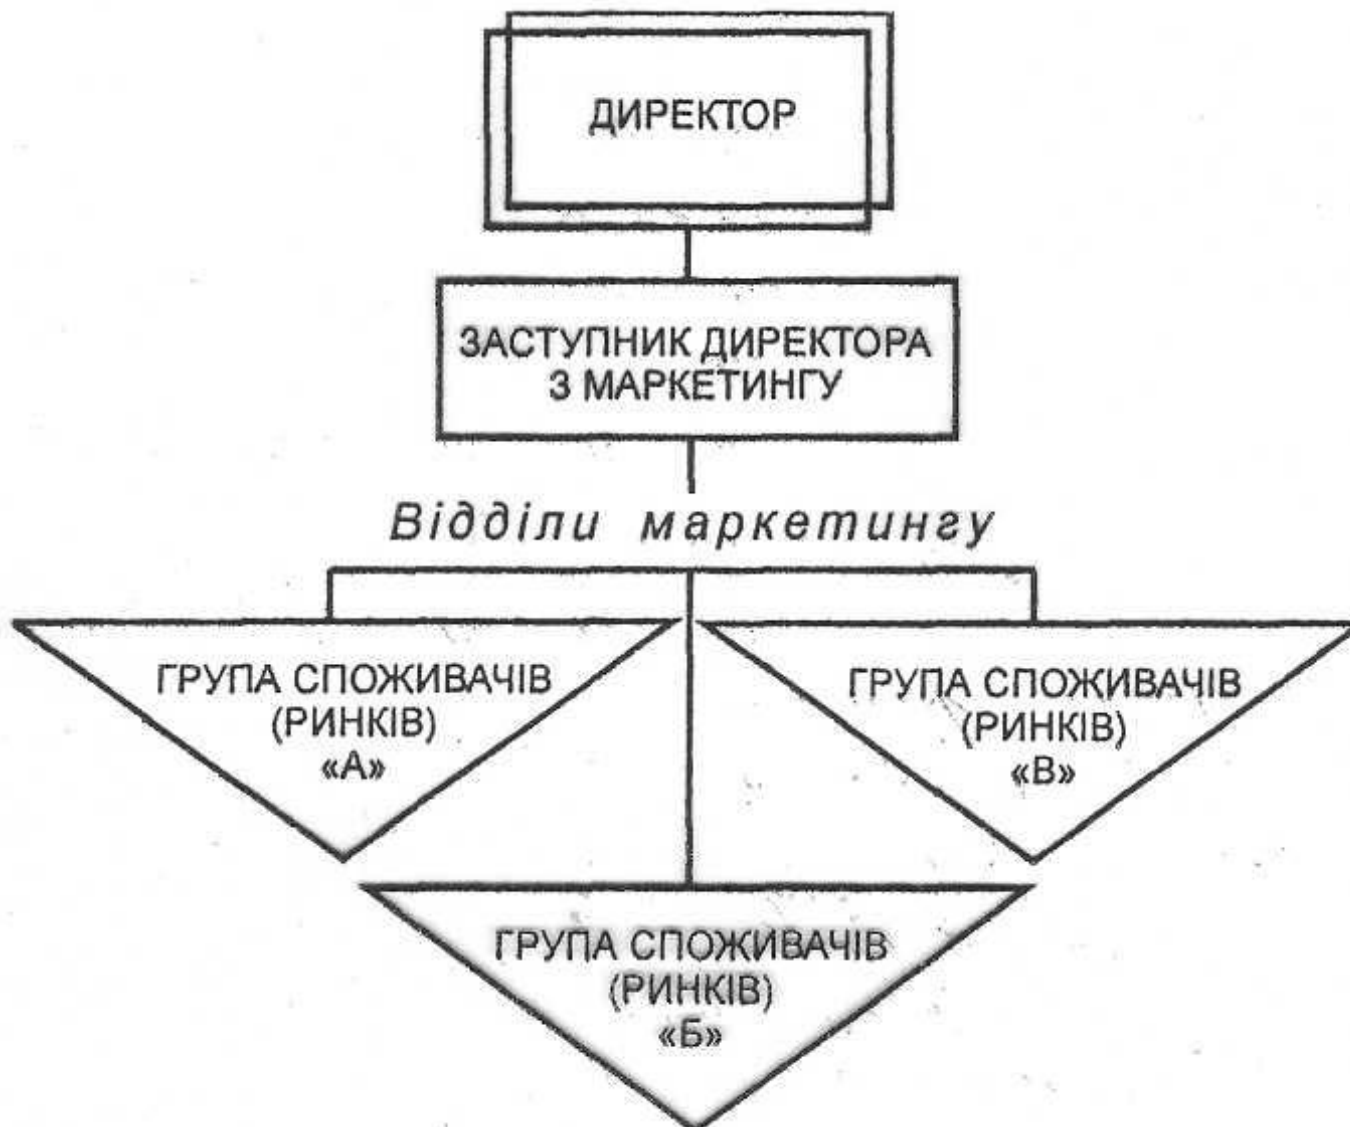 ДИРЕКТОР
ЗАСТУПНИК ДИРЕКТОРА
З МАРКЕТИНГУ
Відділи маркетингу
ГРУПА СПОЖИВАЧІВ
(РИНКІВ)
«А»
ГРУПА СПОЖИВАЧІВ
(РИНКІВ)
«В»
ГРУПА СПОЖИВАЧІВ
(РИНКІВ)
«Б»